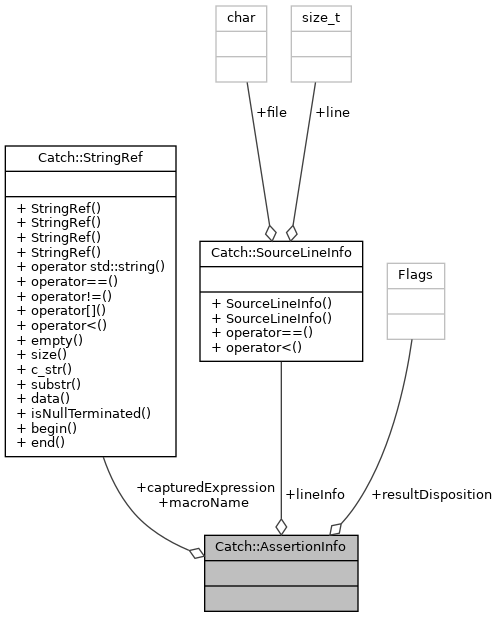 char
size_t
+file
+line
Catch::StringRef
+ StringRef()
+ StringRef()
+ StringRef()
+ StringRef()
+ operator std::string()
+ operator==()
+ operator!=()
+ operator[]()
+ operator<()
+ empty()
+ size()
+ c_str()
+ substr()
+ data()
+ isNullTerminated()
+ begin()
+ end()
Catch::SourceLineInfo
+ SourceLineInfo()
+ SourceLineInfo()
+ operator==()
+ operator<()
Flags
+capturedExpression
+macroName
+lineInfo
+resultDisposition
Catch::AssertionInfo